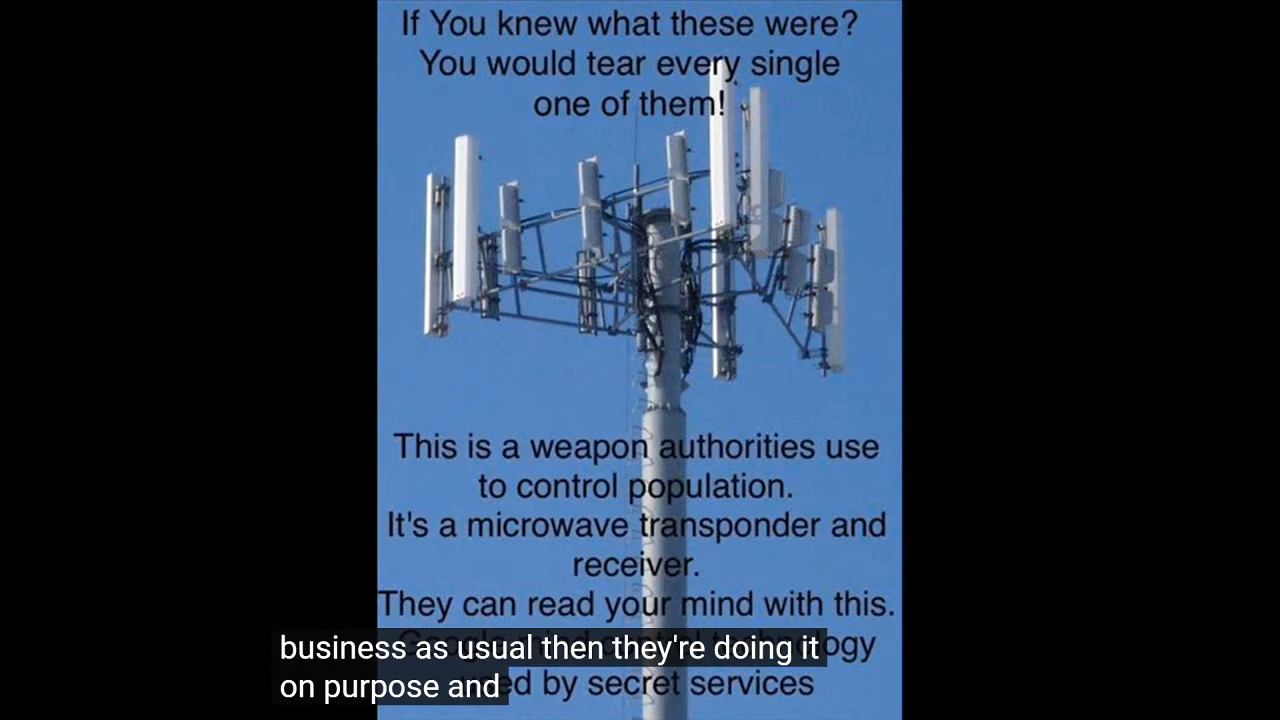 If You knew what these were?
You would tear every single
one of them!
This is a weapon authorities use
to control population.
It's a microwave transponder and
receiver.
They can read your mind with this.
by secret services
business as usual then they're doing it
on purpose and